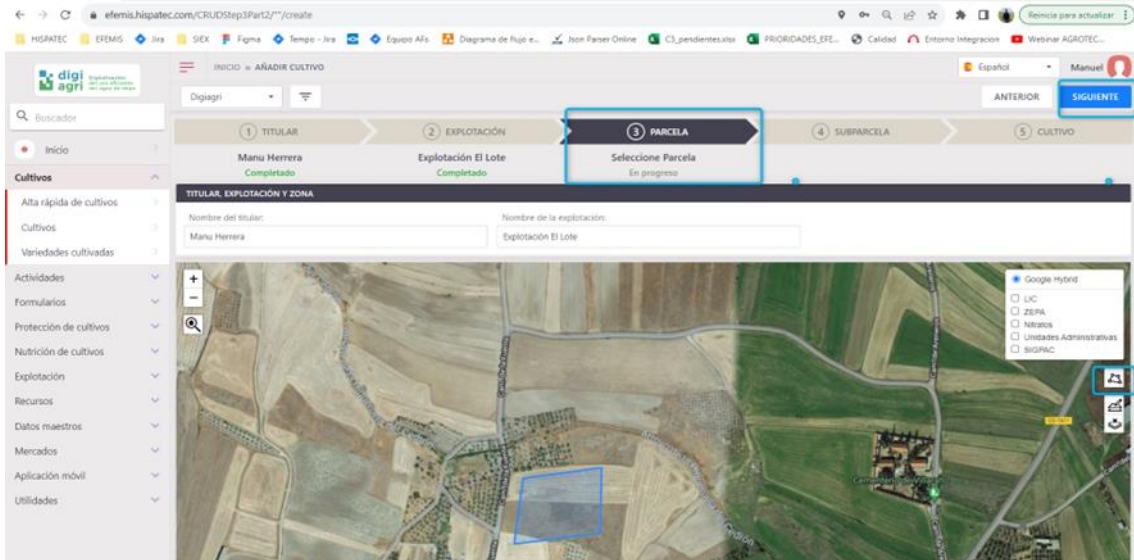 efemis.hispatec.com/CRUDStep3Part2/""/create
Reinicia para actualizar
HISPATEC EFEMIS Jira SIEX Figma Tempo - Jira Equipo AFs Diagrama de flujo e... Json Parser Online C3_pendientes.xlsx PRIORIDADES_EFE... Calidad Entorno Integracion Webinar AGROTEC...
digi
agri
INICIO » AÑADIR CULTIVO
Español
Manuel
Digiagri
ANTERIOR
SIGUIENTE
Buscador
1 TITULAR
2 EXPLOTACIÓN
3 PARCELA
4 SUBPARCELA
5 CULTIVO
Inicio
Manu Herrera
Explotación El Lote
Seleccione Parcela
Completado
Completado
En progreso
Cultivos
Alta rápida de cultivos
Cultivos
Variedades cultivadas
Actividades
Formularios
Protección de cultivos
Nutrición de cultivos
Explotación
Recursos
Datos maestros
Mercados
Aplicación móvil
Utilidades
TITULAR, EXPLOTACIÓN Y ZONA
Nombre del titular:
Nombre de la explotación:
Manu Herrera
Explotación El Lote
+
−
Google Hybrid
LIC
ZEPA
Nitratos
Unidades Administrativas
SIGPAC
Cedrón